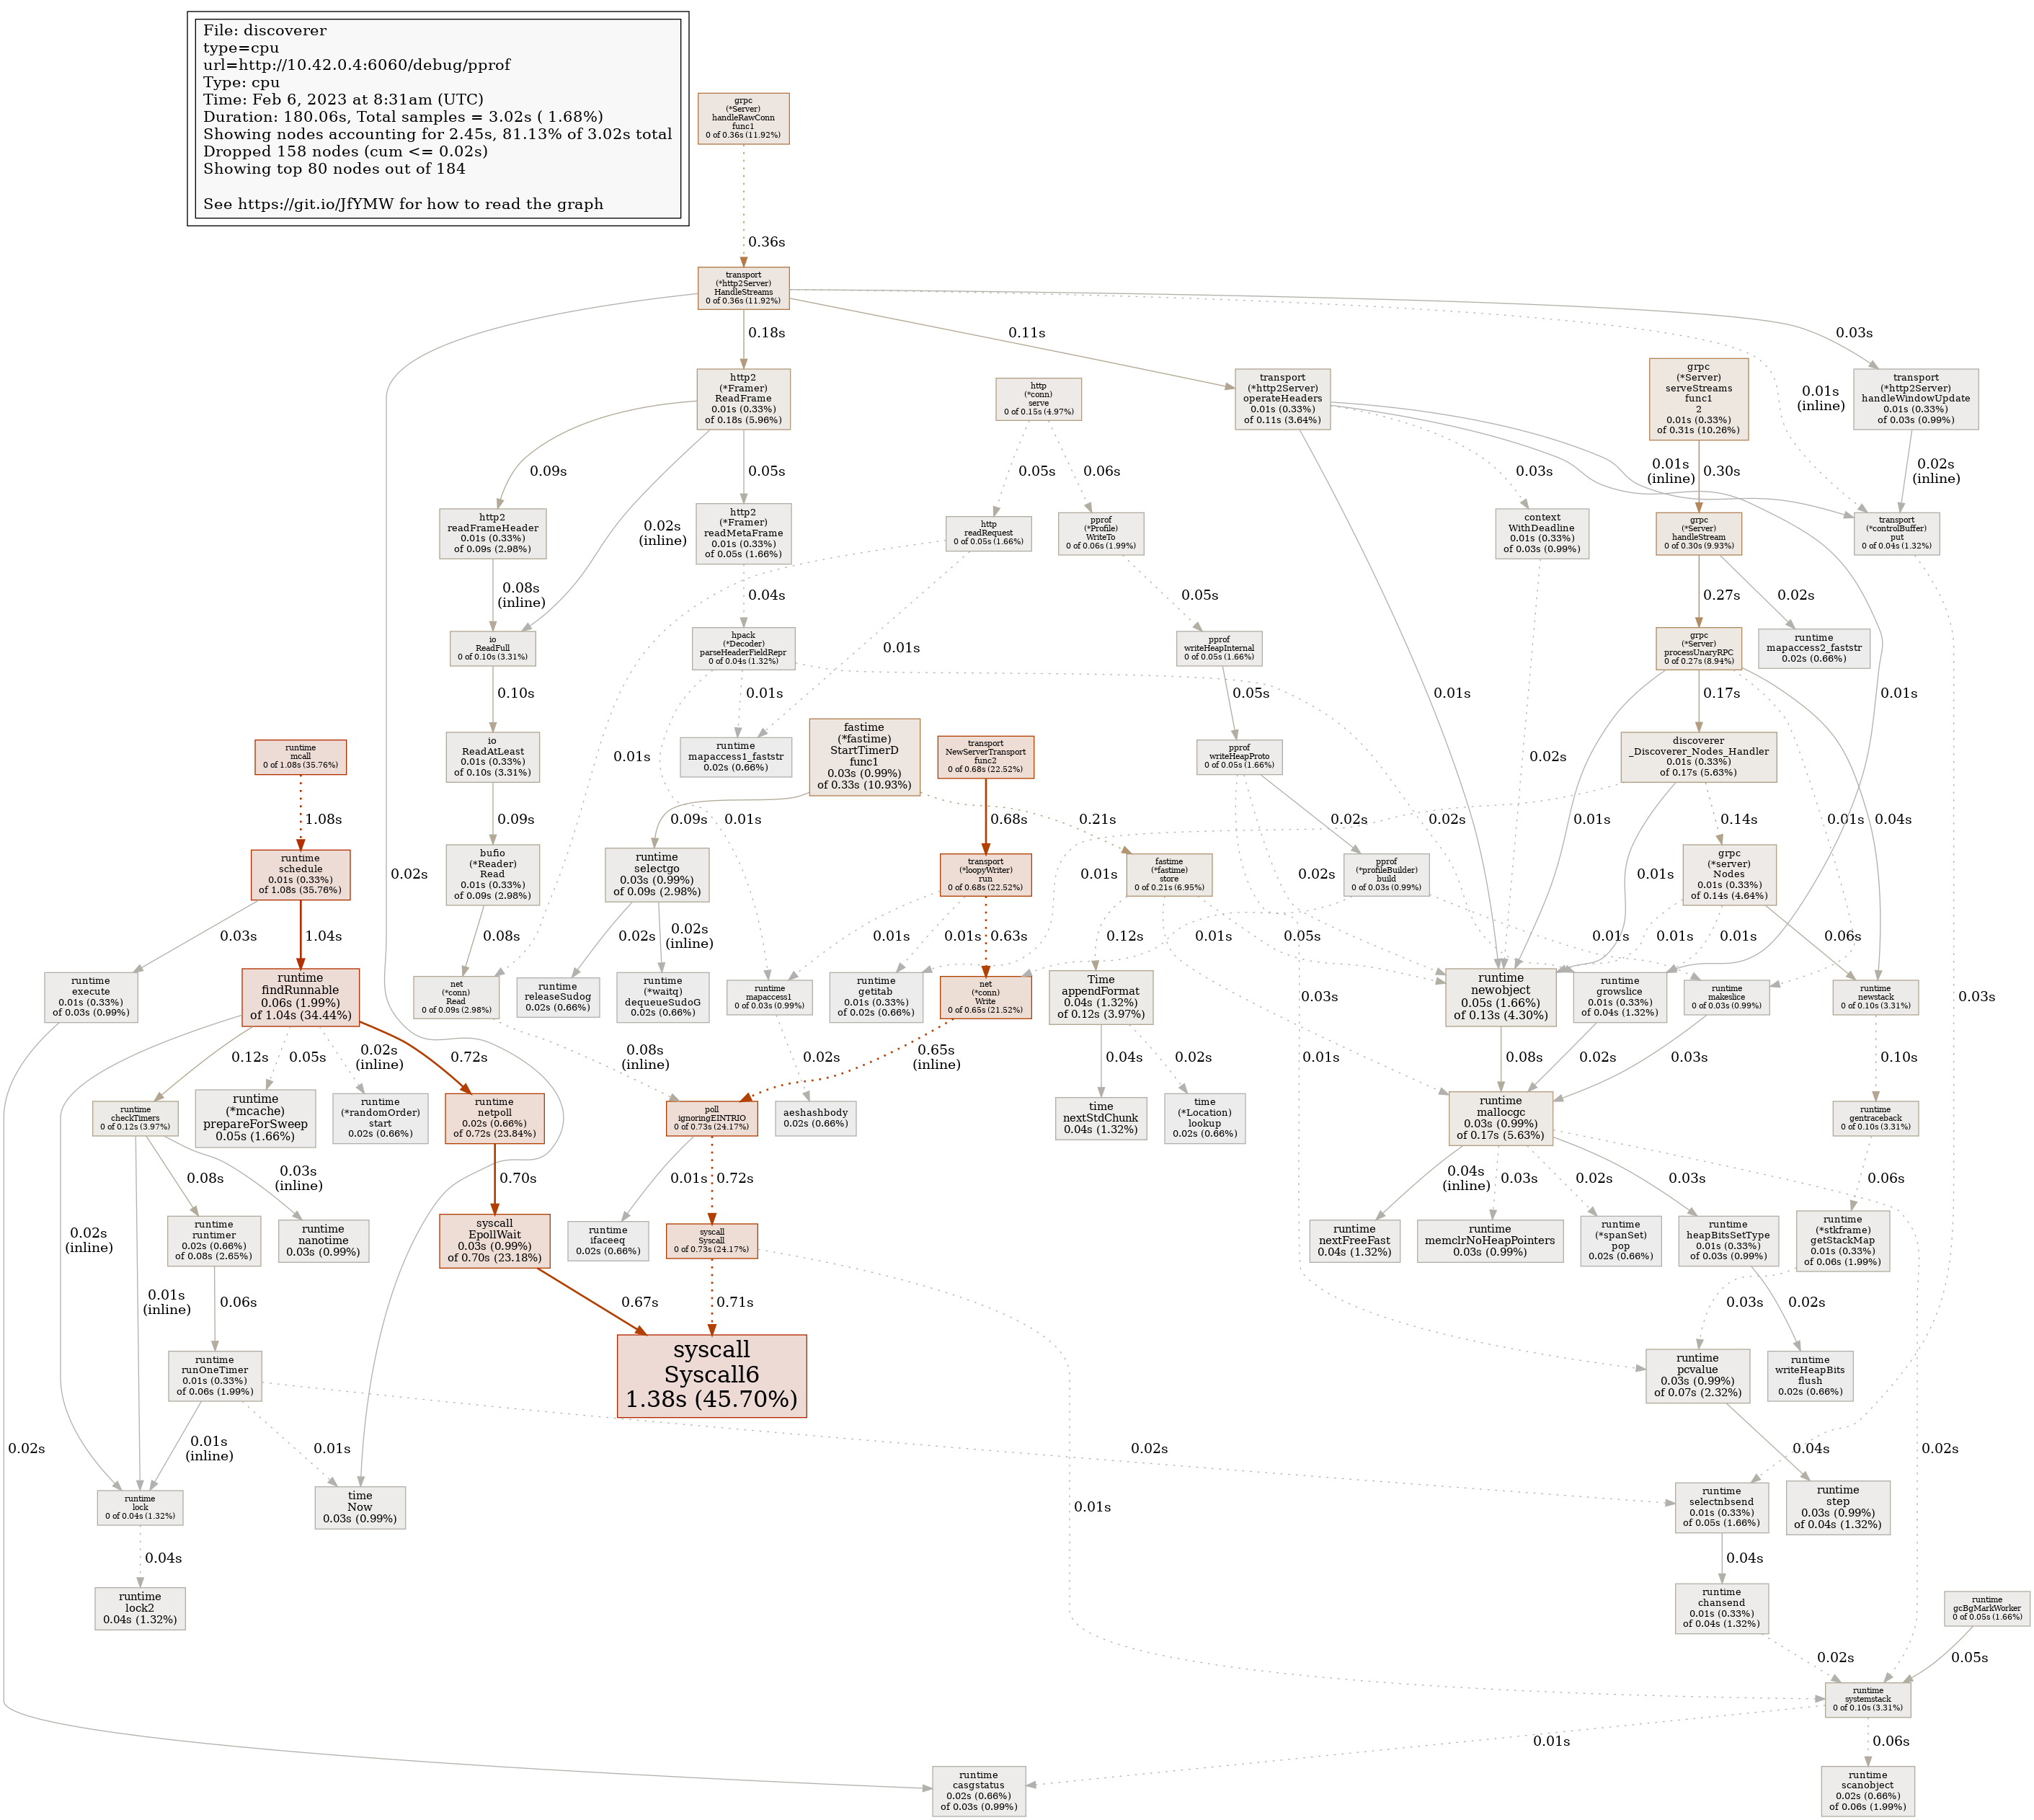 File: discoverer
type=cpu
url=http://10.42.0.4:6060/debug/pprof
Type: cpu
Time: Feb 6, 2023 at 8:31am (UTC)
Duration: 180.06s, Total samples = 3.02s ( 1.68%)
Showing nodes accounting for 2.45s, 81.13% of 3.02s total
Dropped 158 nodes (cum <= 0.02s)
Showing top 80 nodes out of 184
See https://git.io/JfYMW for how to read the graph
grpc
(*Server)
handleRawConn
func1
0 of 0.36s (11.92%)
0.36s
transport
(*http2Server)
HandleStreams
0 of 0.36s (11.92%)
0.18s
0.11s
0.01s
(inline)
0.03s
0.02s
http2
(*Framer)
ReadFrame
0.01s (0.33%)
of 0.18s (5.96%)
http
(*conn)
serve
0 of 0.15s (4.97%)
transport
(*http2Server)
operateHeaders
0.01s (0.33%)
of 0.11s (3.64%)
grpc
(*Server)
serveStreams
func1
2
0.01s (0.33%)
of 0.31s (10.26%)
transport
(*http2Server)
handleWindowUpdate
0.01s (0.33%)
of 0.03s (0.99%)
0.09s
0.02s
(inline)
0.05s
0.05s
0.06s
0.01s
0.03s
0.01s
(inline)
0.01s
0.30s
0.02s
(inline)
http2
readFrameHeader
0.01s (0.33%)
of 0.09s (2.98%)
http2
(*Framer)
readMetaFrame
0.01s (0.33%)
of 0.05s (1.66%)
http
readRequest
0 of 0.05s (1.66%)
pprof
(*Profile)
WriteTo
0 of 0.06s (1.99%)
context
WithDeadline
0.01s (0.33%)
of 0.03s (0.99%)
grpc
(*Server)
handleStream
0 of 0.30s (9.93%)
transport
(*controlBuffer)
put
0 of 0.04s (1.32%)
0.08s
(inline)
0.04s
0.01s
0.01s
0.05s
0.02s
0.27s
0.02s
0.03s
io
ReadFull
0 of 0.10s (3.31%)
hpack
(*Decoder)
parseHeaderFieldRepr
0 of 0.04s (1.32%)
pprof
writeHeapInternal
0 of 0.05s (1.66%)
grpc
(*Server)
processUnaryRPC
0 of 0.27s (8.94%)
runtime
mapaccess2_faststr
0.02s (0.66%)
0.10s
0.01s
0.01s
0.02s
0.05s
0.01s
0.17s
0.01s
0.04s
runtime
mcall
0 of 1.08s (35.76%)
io
ReadAtLeast
0.01s (0.33%)
of 0.10s (3.31%)
runtime
mapaccess1_faststr
0.02s (0.66%)
fastime
(*fastime)
StartTimerD
func1
0.03s (0.99%)
of 0.33s (10.93%)
transport
NewServerTransport
func2
0 of 0.68s (22.52%)
pprof
writeHeapProto
0 of 0.05s (1.66%)
discoverer
_Discoverer_Nodes_Handler
0.01s (0.33%)
of 0.17s (5.63%)
1.08s
0.09s
0.09s
0.21s
0.68s
0.02s
0.02s
0.01s
0.01s
0.01s
0.14s
runtime
schedule
0.01s (0.33%)
of 1.08s (35.76%)
bufio
(*Reader)
Read
0.01s (0.33%)
of 0.09s (2.98%)
runtime
selectgo
0.03s (0.99%)
of 0.09s (2.98%)
transport
(*loopyWriter)
run
0 of 0.68s (22.52%)
fastime
(*fastime)
store
0 of 0.21s (6.95%)
pprof
(*profileBuilder)
build
0 of 0.03s (0.99%)
grpc
(*server)
Nodes
0.01s (0.33%)
of 0.14s (4.64%)
0.03s
1.04s
0.08s
0.02s
0.02s
(inline)
0.01s
0.01s
0.63s
0.12s
0.03s
0.05s
0.01s
0.01s
0.01s
0.01s
0.06s
runtime
execute
0.01s (0.33%)
of 0.03s (0.99%)
runtime
findRunnable
0.06s (1.99%)
of 1.04s (34.44%)
net
(*conn)
Read
0 of 0.09s (2.98%)
runtime
releaseSudog
0.02s (0.66%)
runtime
(*waitq)
dequeueSudoG
0.02s (0.66%)
runtime
mapaccess1
0 of 0.03s (0.99%)
runtime
getitab
0.01s (0.33%)
of 0.02s (0.66%)
net
(*conn)
Write
0 of 0.65s (21.52%)
Time
appendFormat
0.04s (1.32%)
of 0.12s (3.97%)
runtime
newobject
0.05s (1.66%)
of 0.13s (4.30%)
runtime
growslice
0.01s (0.33%)
of 0.04s (1.32%)
runtime
makeslice
0 of 0.03s (0.99%)
runtime
newstack
0 of 0.10s (3.31%)
0.02s
0.02s
(inline)
0.12s
0.05s
0.02s
(inline)
0.72s
0.08s
(inline)
0.02s
0.65s
(inline)
0.04s
0.02s
0.08s
0.02s
0.03s
0.10s
runtime
checkTimers
0 of 0.12s (3.97%)
runtime
(*mcache)
prepareForSweep
0.05s (1.66%)
runtime
(*randomOrder)
start
0.02s (0.66%)
runtime
netpoll
0.02s (0.66%)
of 0.72s (23.84%)
poll
ignoringEINTRIO
0 of 0.73s (24.17%)
aeshashbody
0.02s (0.66%)
time
nextStdChunk
0.04s (1.32%)
time
(*Location)
lookup
0.02s (0.66%)
runtime
mallocgc
0.03s (0.99%)
of 0.17s (5.63%)
runtime
gentraceback
0 of 0.10s (3.31%)
0.01s
(inline)
0.08s
0.03s
(inline)
0.70s
0.01s
0.72s
0.01s
0.04s
(inline)
0.03s
0.02s
0.03s
0.02s
0.06s
runtime
runtimer
0.02s (0.66%)
of 0.08s (2.65%)
runtime
nanotime
0.03s (0.99%)
syscall
EpollWait
0.03s (0.99%)
of 0.70s (23.18%)
runtime
ifaceeq
0.02s (0.66%)
syscall
Syscall
0 of 0.73s (24.17%)
runtime
nextFreeFast
0.04s (1.32%)
runtime
memclrNoHeapPointers
0.03s (0.99%)
runtime
(*spanSet)
pop
0.02s (0.66%)
runtime
heapBitsSetType
0.01s (0.33%)
of 0.03s (0.99%)
runtime
(*stkframe)
getStackMap
0.01s (0.33%)
of 0.06s (1.99%)
0.06s
0.67s
0.71s
0.01s
0.03s
0.02s
runtime
runOneTimer
0.01s (0.33%)
of 0.06s (1.99%)
syscall
Syscall6
1.38s (45.70%)
runtime
pcvalue
0.03s (0.99%)
of 0.07s (2.32%)
runtime
writeHeapBits
flush
0.02s (0.66%)
0.01s
(inline)
0.01s
0.02s
0.04s
runtime
lock
0 of 0.04s (1.32%)
time
Now
0.03s (0.99%)
runtime
selectnbsend
0.01s (0.33%)
of 0.05s (1.66%)
runtime
step
0.03s (0.99%)
of 0.04s (1.32%)
0.04s
0.04s
runtime
lock2
0.04s (1.32%)
runtime
chansend
0.01s (0.33%)
of 0.04s (1.32%)
runtime
gcBgMarkWorker
0 of 0.05s (1.66%)
0.02s
0.05s
runtime
systemstack
0 of 0.10s (3.31%)
0.01s
0.06s
runtime
casgstatus
0.02s (0.66%)
of 0.03s (0.99%)
runtime
scanobject
0.02s (0.66%)
of 0.06s (1.99%)